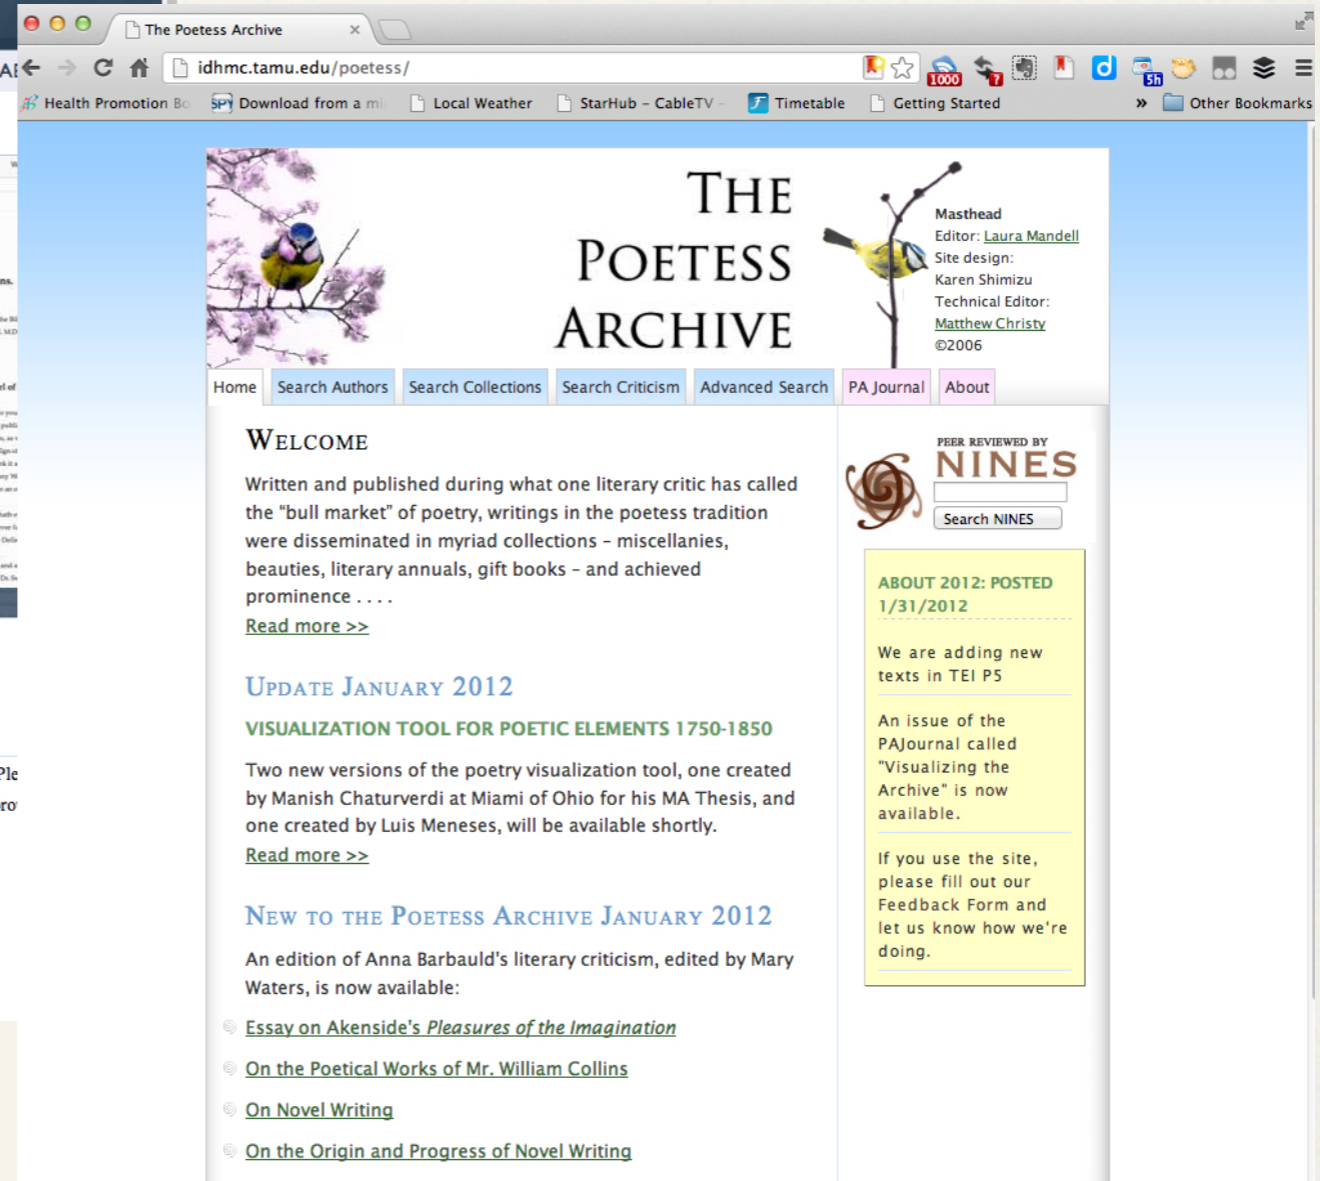 The Poetess Archive
idhmc.tamu.edu/poetess/
1000
?
d
5h
Health Promotion Bo
SPY Download from a mi
Local Weather
StarHub – CableTV –
Timetable
Getting Started
»
Other Bookmarks
THE
POETESS
ARCHIVE
Masthead
Editor: Laura Mandell
Site design:
Karen Shimizu
Technical Editor:
Matthew Christy
©2006
Home
Search Authors
Search Collections
Search Criticism
Advanced Search
PA Journal
About
WELCOME
Written and published during what one literary critic has called
the “bull market” of poetry, writings in the poetess tradition
were disseminated in myriad collections – miscellanies,
beauties, literary annuals, gift books – and achieved
prominence . . . .
Read more >>
UPDATE JANUARY 2012
VISUALIZATION TOOL FOR POETIC ELEMENTS 1750-1850
Two new versions of the poetry visualization tool, one created
by Manish Chaturverdi at Miami of Ohio for his MA Thesis, and
one created by Luis Meneses, will be available shortly.
Read more >>
NEW TO THE POETESS ARCHIVE JANUARY 2012
An edition of Anna Barbauld's literary criticism, edited by Mary
Waters, is now available:
Essay on Akenside's Pleasures of the Imagination
On the Poetical Works of Mr. William Collins
On Novel Writing
On the Origin and Progress of Novel Writing
PEER REVIEWED BY
NINES
Search NINES
ABOUT 2012: POSTED
1/31/2012
We are adding new
texts in TEI P5
An issue of the
PAJournal called
"Visualizing the
Archive" is now
available.
If you use the site,
please fill out our
Feedback Form and
let us know how we're
doing.